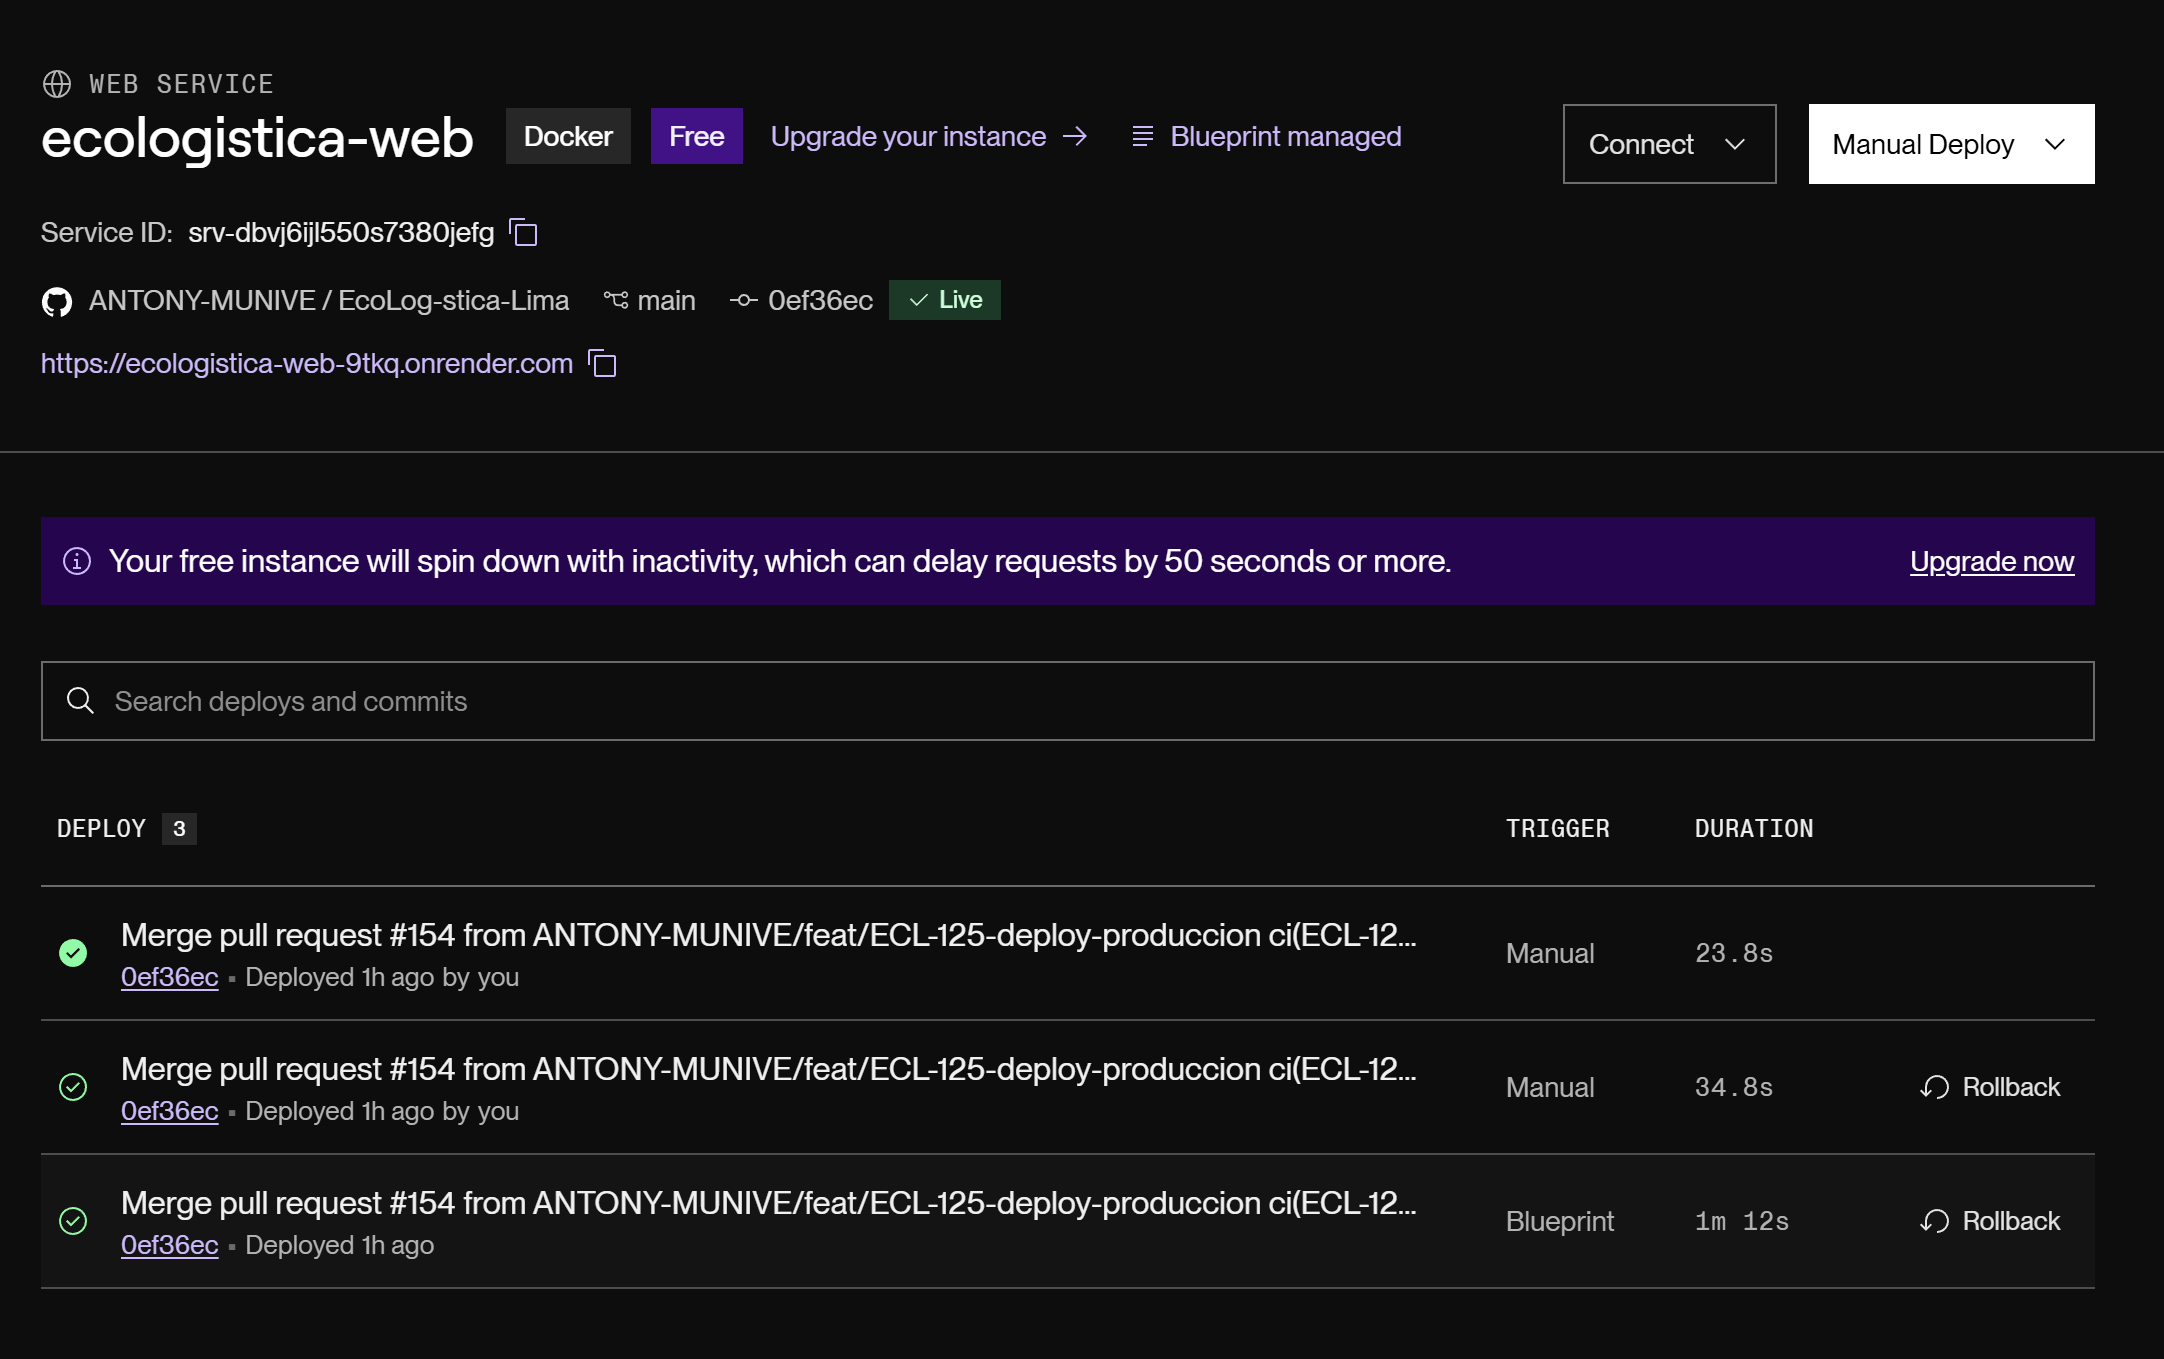 WEB SERVICE
ecologistica-web Docker Free Upgrade your instance Blueprint managed Connect Manual Deploy
Service ID: srv-dbvj6ijl550s7380jefg
ANTONY-MUNIVE / EcoLog-stica-Lima main 0ef36ec Live
https://ecologistica-web-9tkq.onrender.com
Your free instance will spin down with inactivity, which can delay requests by 50 seconds or more. Upgrade now
Search deploys and commits
DEPLOY 3 TRIGGER DURATION
Merge pull request #154 from ANTONY-MUNIVE/feat/ECL-125-deploy-produccion ci(ECL-12...
0ef36ec ▪ Deployed 1h ago by you Manual 23.8s
Merge pull request #154 from ANTONY-MUNIVE/feat/ECL-125-deploy-produccion ci(ECL-12...
0ef36ec ▪ Deployed 1h ago by you Manual 34.8s Rollback
Merge pull request #154 from ANTONY-MUNIVE/feat/ECL-125-deploy-produccion ci(ECL-12...
0ef36ec ▪ Deployed 1h ago Blueprint 1m 12s Rollback